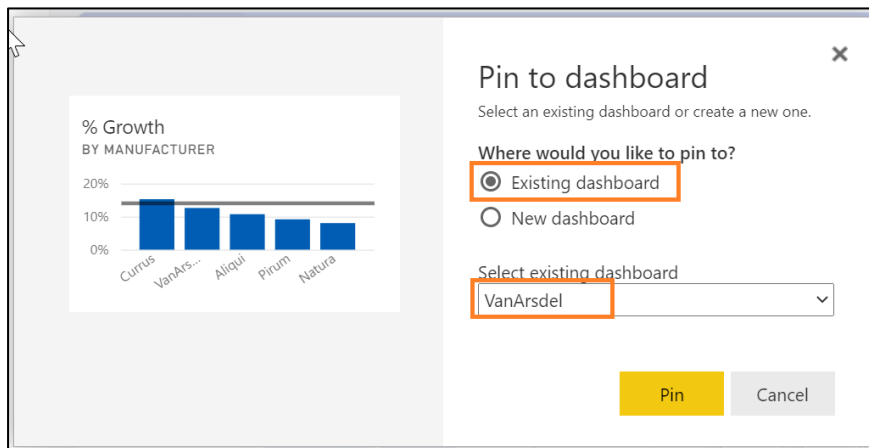 % Growth
BY MANUFACTURER
20%
10%
0%
Currus
VanArs...
Aliqui
Pirum
Natura
Pin to dashboard
Select an existing dashboard or create a new one.
Where would you like to pin to?
Existing dashboard
New dashboard
Select existing dashboard
VanArsdel
Pin
Cancel